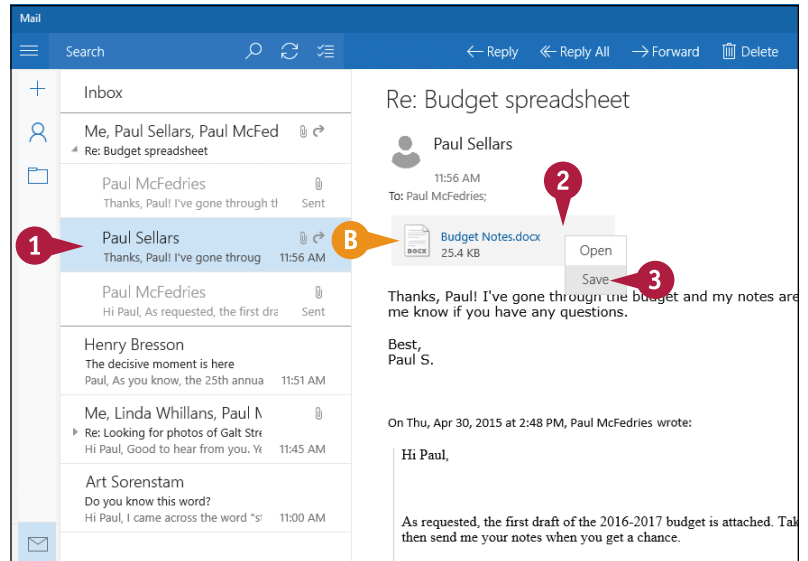 Mail
Search
Reply
Reply All
Forward
Delete
Inbox
Me, Paul Sellars, Paul McFed
Re: Budget spreadsheet
Paul McFedries
Thanks, Paul! I've gone through th Sent
1
Paul Sellars
Thanks, Paul! I've gone throug 11:56 AM
Paul McFedries
Hi Paul, As requested, the first dra Sent
Henry Bresson
The decisive moment is here
Paul, As you know, the 25th annua 11:51 AM
Me, Linda Whillans, Paul M
Re: Looking for photos of Galt Stre
Hi Paul, Good to hear from you. Ye 11:45 AM
Art Sorenstam
Do you know this word?
Hi Paul, I came across the word "st 11:00 AM
Re: Budget spreadsheet
Paul Sellars
11:56 AM
To: Paul McFedries;
2
B
DOCX
Budget Notes.docx
25.4 KB
Open
Save
3
Thanks, Paul! I've gone through the budget and my notes are
me know if you have any questions.
Best,
Paul S.
On Thu, Apr 30, 2015 at 2:48 PM, Paul McFedries wrote:
Hi Paul,
As requested, the first draft of the 2016-2017 budget is attached. Tak
then send me your notes when you get a chance.